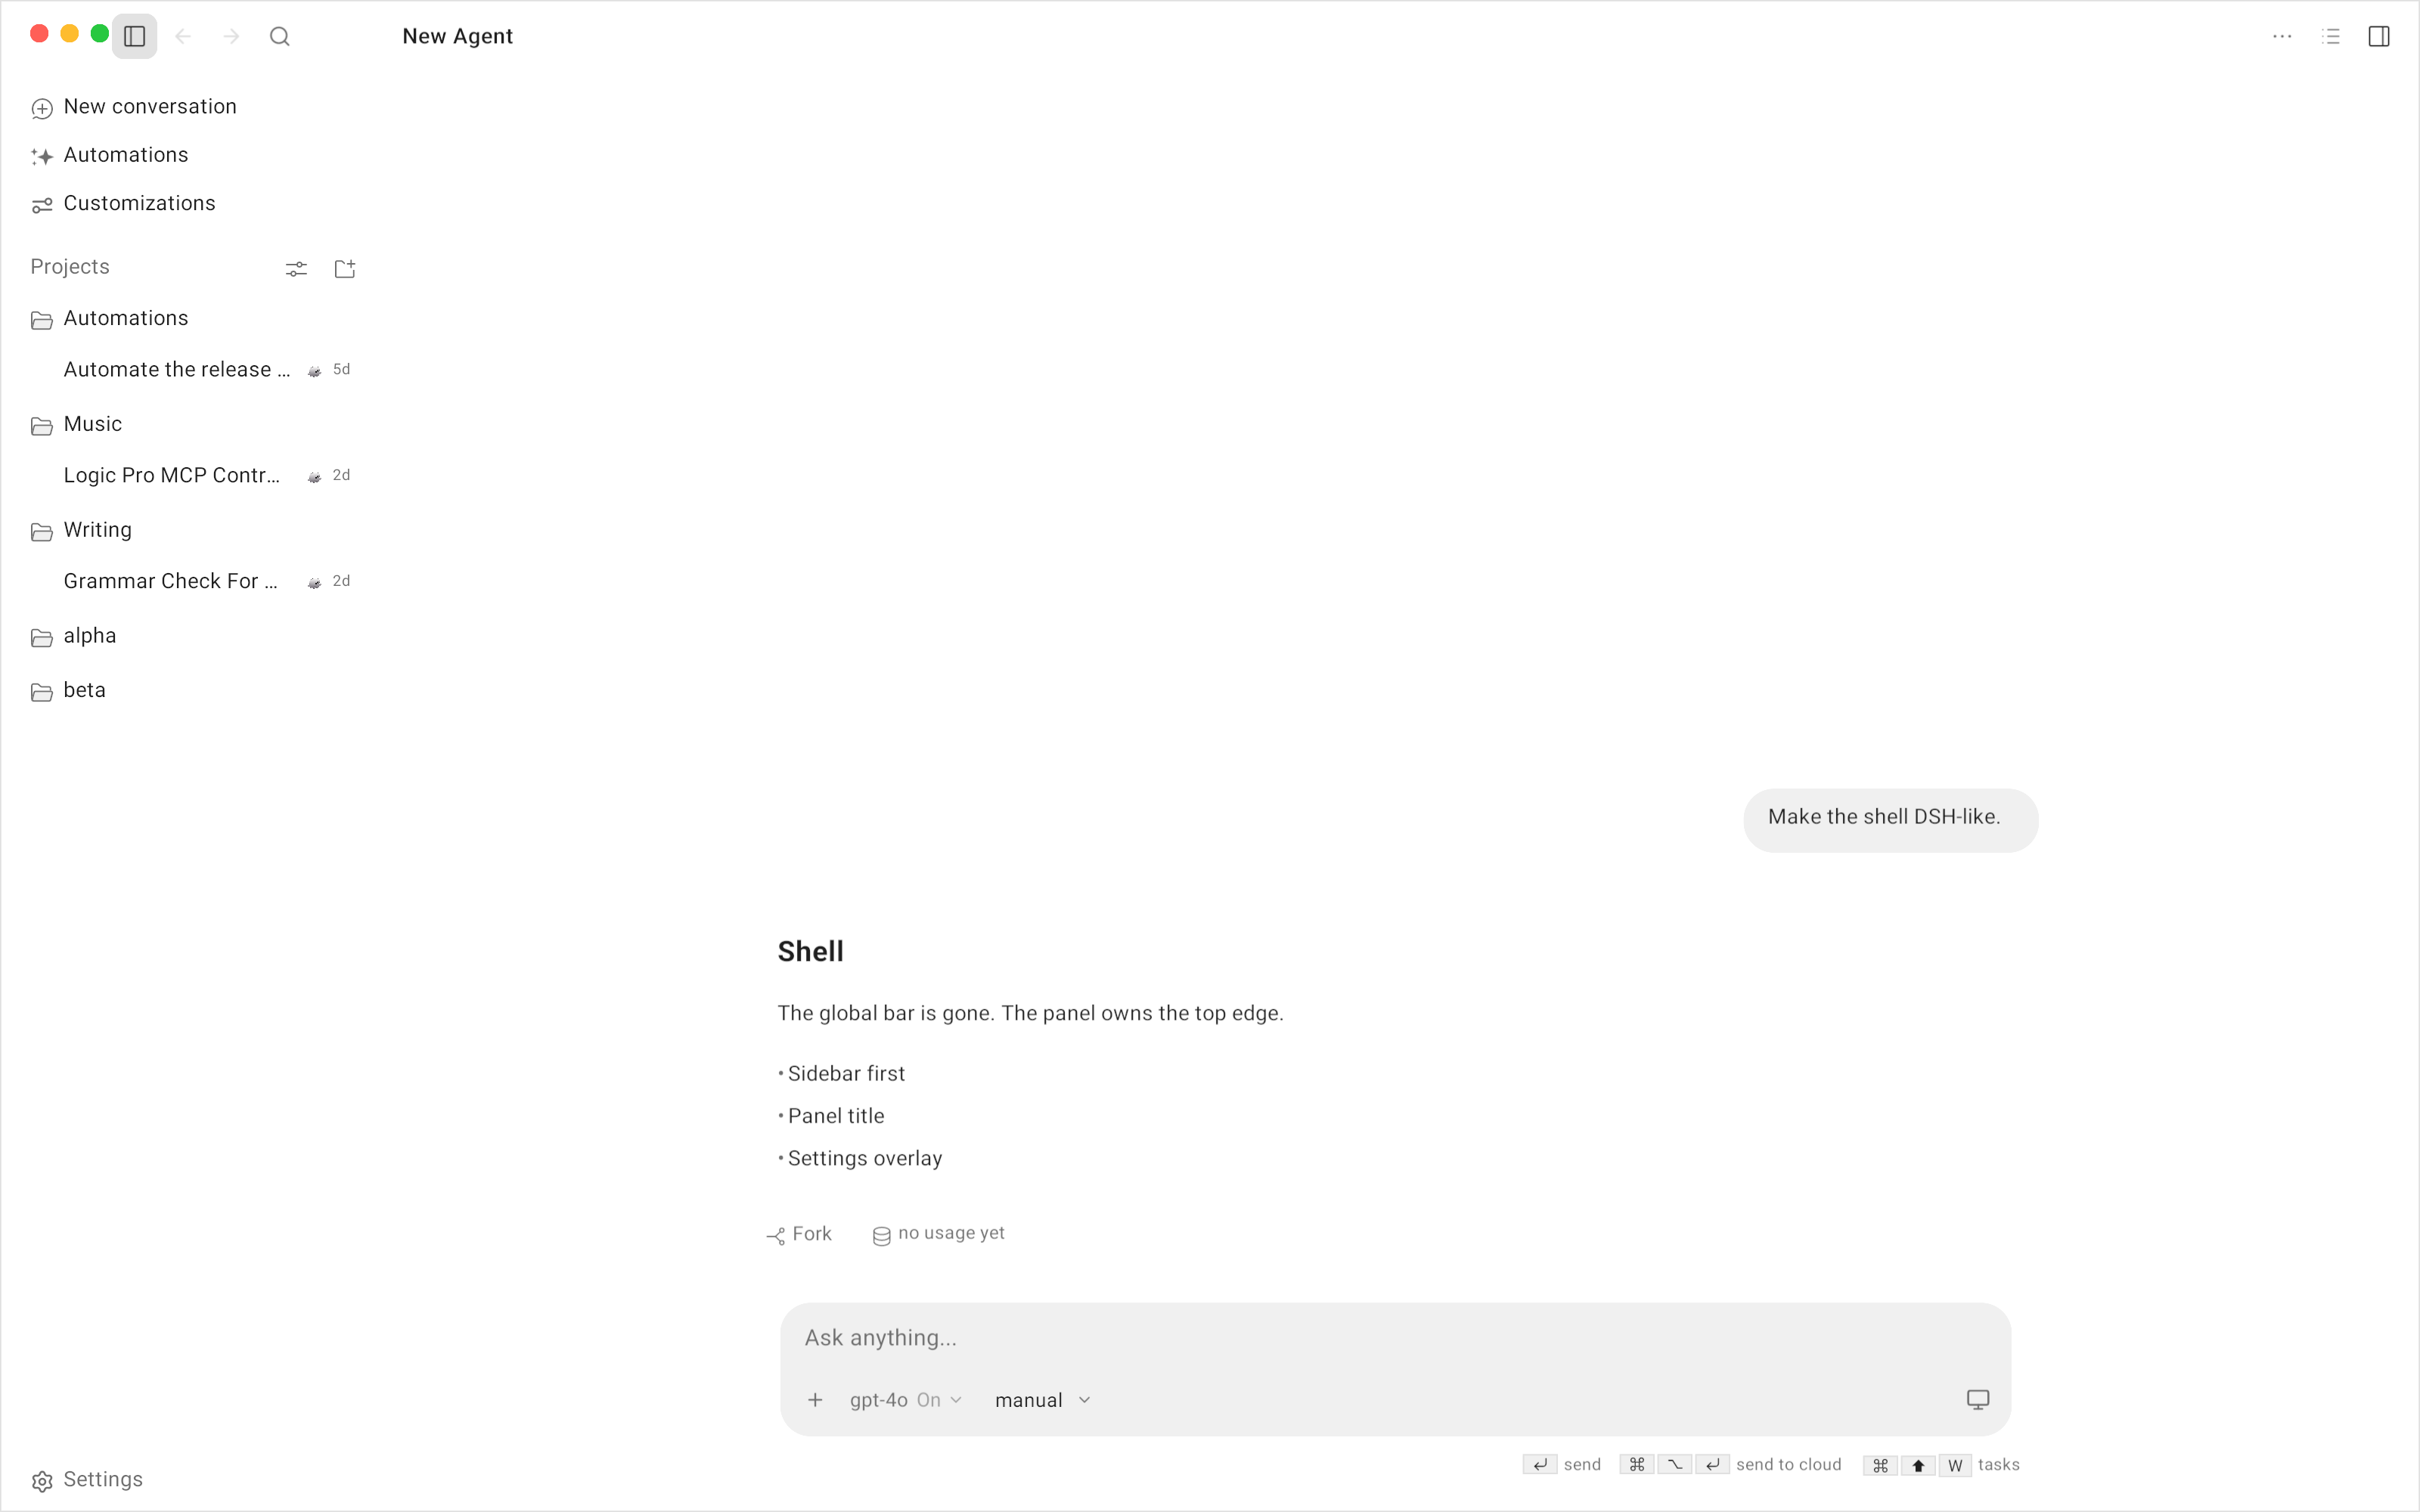 New Agent
New conversation
Automations
Customizations
Projects
Automations
Automate the release ... 5d
Music
Logic Pro MCP Contr... 2d
Writing
Grammar Check For ... 2d
alpha
beta
Settings
Make the shell DSH-like.
Shell
The global bar is gone. The panel owns the top edge.
• Sidebar first
• Panel title
• Settings overlay
Fork no usage yet
Ask anything...
gpt-4o On manual
send ⌘ ⌥ send to cloud ⌘ W tasks